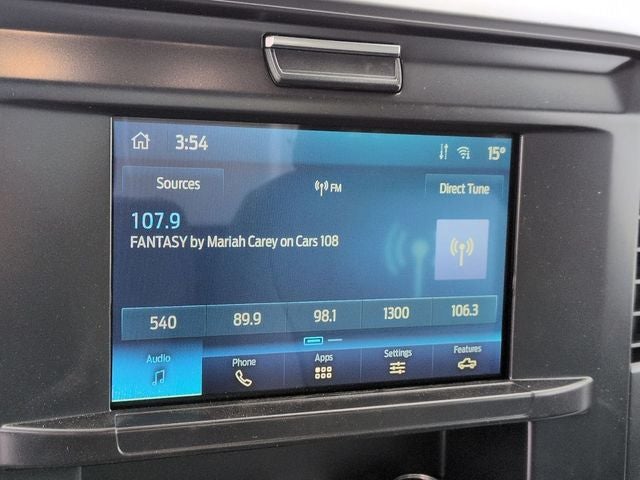 3:54
15°
Sources
FM
Direct Tune
107.9
FANTASY by Mariah Carey on Cars 108
540
89.9
98.1
1300
106.3
Audio
Phone
Apps
Settings
Features